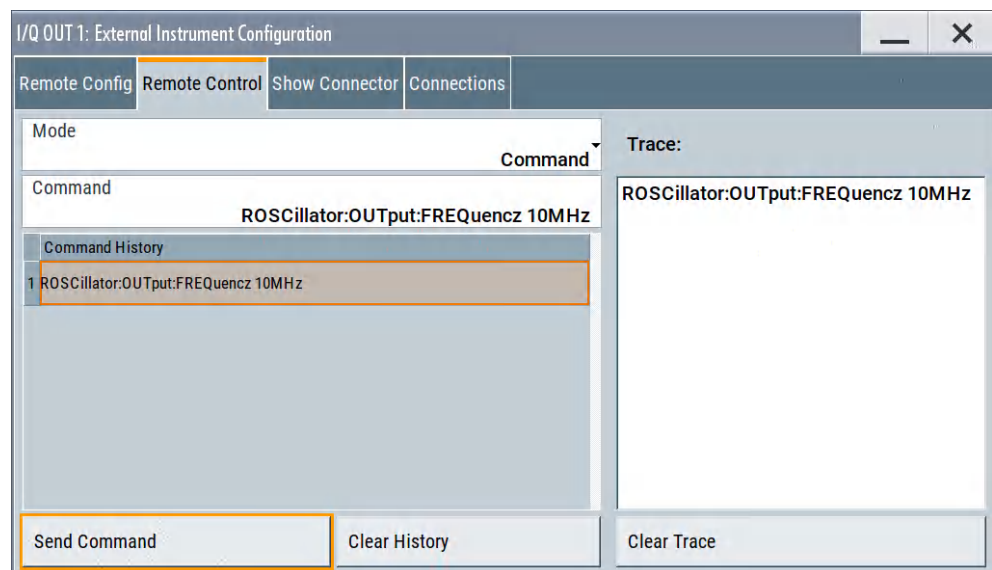 I/Q OUT 1: External Instrument Configuration
Remote Config Remote Control Show Connector Connections
Mode
Command
Command
ROSCillator:OUTput:FREQuencz 10MHz
Command History
1 ROSCillator:OUTput:FREQuencz 10MHz
Send Command
Clear History
Trace:
ROSCillator:OUTput:FREQuencz 10MHz
Clear Trace